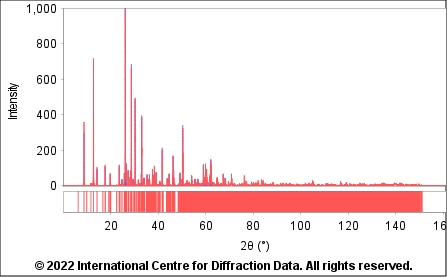 1,000
800
600
400
200
0
Intensity
20 40 60 80 100 120 140 16
2θ (°)
© 2022 International Centre for Diffraction Data. All rights reserved.